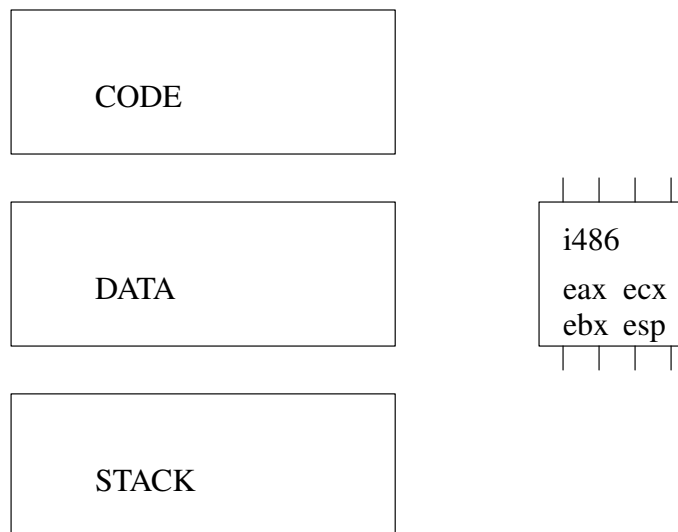 CODE
DATA
STACK
i486
eax ecx
ebx esp